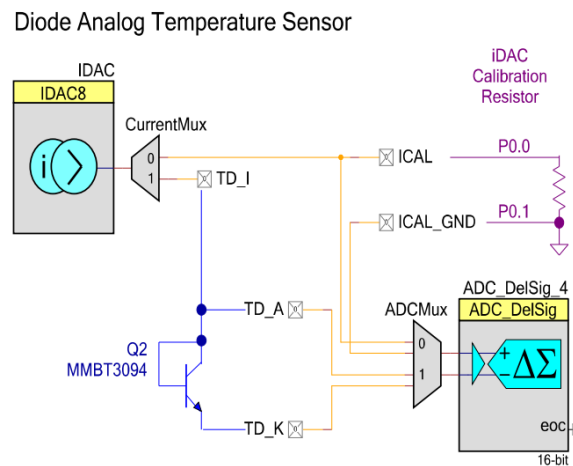 Diode Analog Temperature Sensor
IDAC
IDAC8
i
CurrentMux
0
1
TD_I
iDAC
Calibration
Resistor
ICAL
P0.0
ICAL_GND
P0.1
Q2
MMBT3094
TD_A
TD_K
ADCMux
0
1
ADC_DelSig_4
ADC_DelSig
+
-
ΔΣ
eoc
16-bit